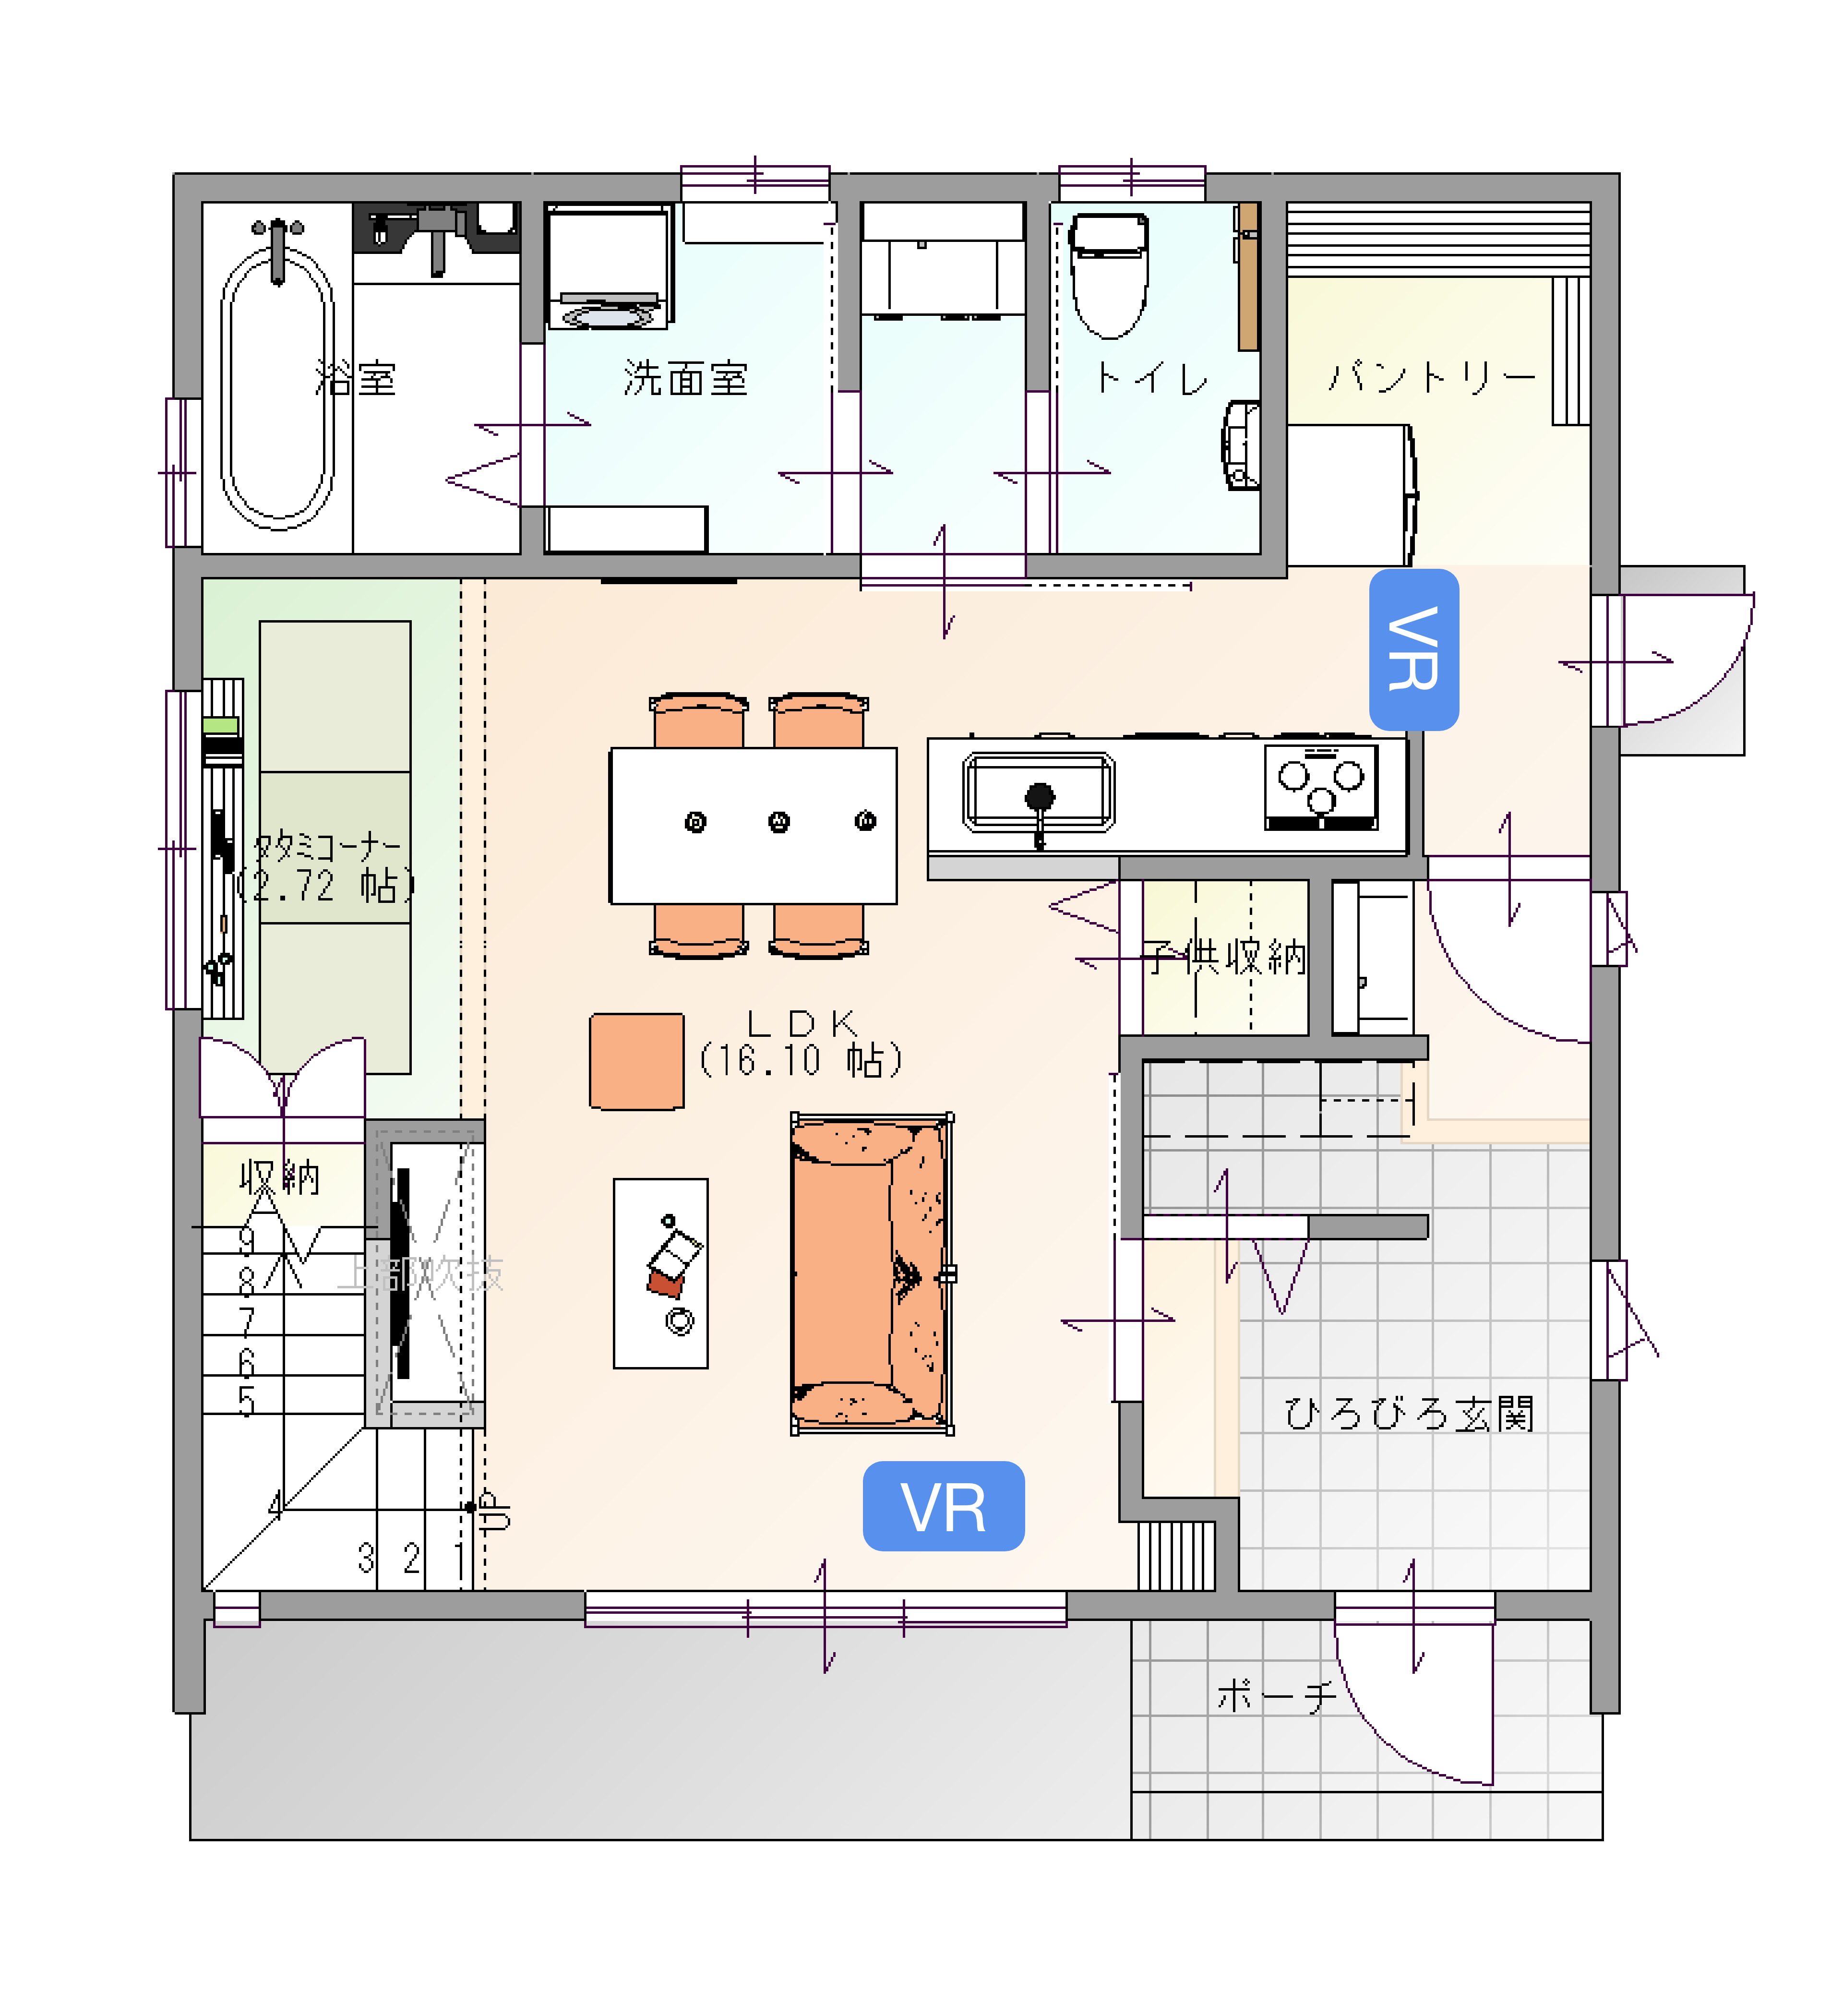 浴室
洗面室
トイレ
パントリー
VR
タタミコーナー
(2.72 帖)
子供収納
LDK
(16.10 帖)
収納
上部吹抜
9
8
7
6
5
4
3 2 1
UP
ひろびろ玄関
VR
ポーチ